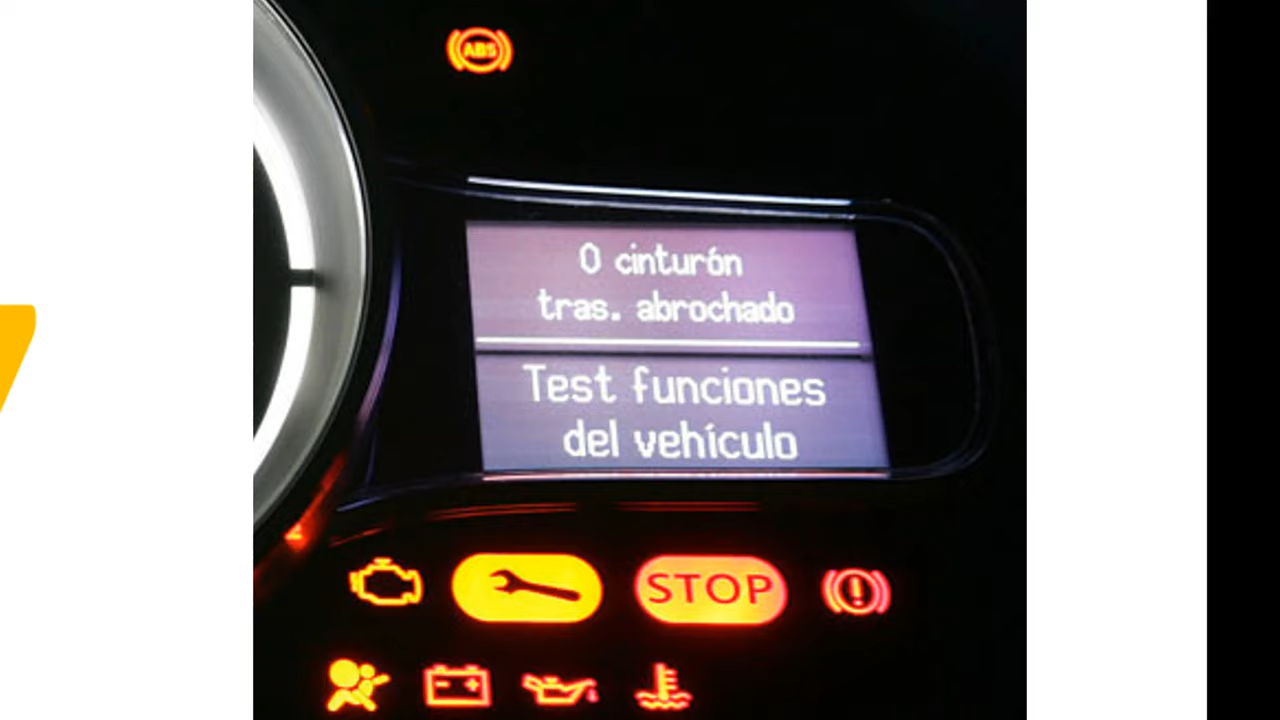 ABS
0 cinturón
tras. abrochado
Test funciones
del vehículo
STOP